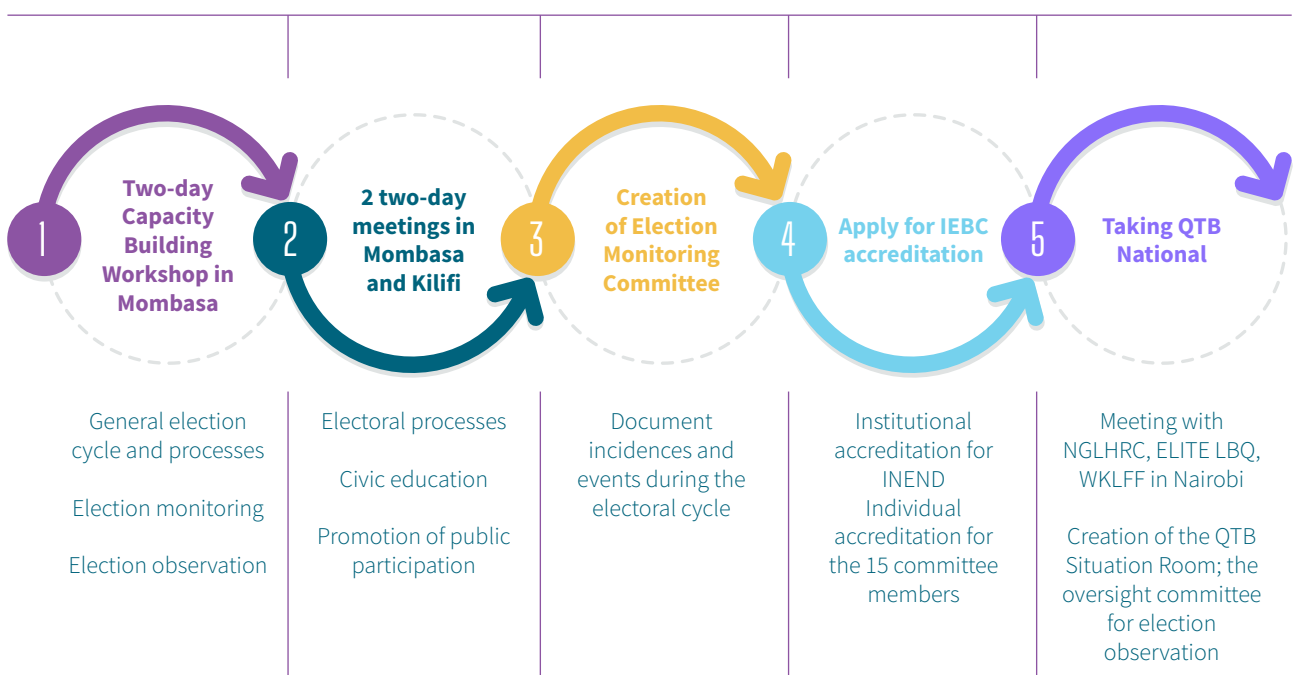 1
Two-day
Capacity
Building
Workshop in
Mombasa
General election
cycle and processes
Election monitoring
Election observation
2
2 two-day
meetings in
Mombasa
and Kilifi
Electoral processes
Civic education
Promotion of public
participation
3
Creation
of Election
Monitoring
Committee
Document
incidences and
events during the
electoral cycle
4
Apply for IEBC
accreditation
Institutional
accreditation for
INEND
Individual
accreditation for
the 15 committee
members
5
Taking QTB
National
Meeting with
NGLHRC, ELITE LBQ,
WKLFF in Nairobi
Creation of the QTB
Situation Room; the
oversight committee
for election
observation